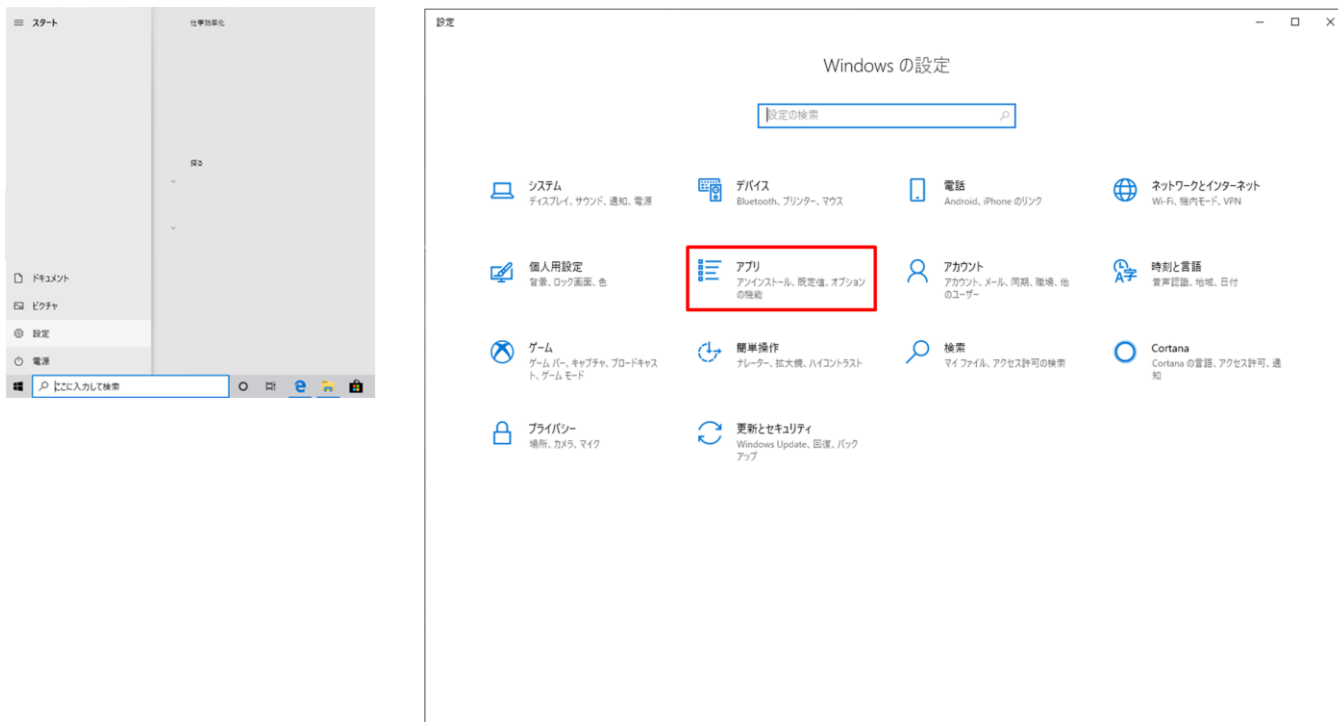 スタート
仕事効率化
探る
ドキュメント
ピクチャ
設定
電源
ここに入力して検索
設定
Windows の設定
設定の検索
システム
ディスプレイ、サウンド、通知、電源
デバイス
Bluetooth、プリンター、マウス
電話
Android、iPhone のリンク
ネットワークとインターネット
Wi-Fi、機内モード、VPN
個人用設定
背景、ロック画面、色
アプリ
アンインストール、既定値、オプション
の機能
アカウント
アカウント、メール、同期、職場、他
のユーザー
時刻と言語
音声認識、地域、日付
ゲーム
ゲーム バー、キャプチャ、ブロードキャス
ト、ゲーム モード
簡単操作
ナレーター、拡大鏡、ハイコントラスト
検索
マイ ファイル、アクセス許可の検索
Cortana
Cortana の言語、アクセス許可、通
知
プライバシー
場所、カメラ、マイク
更新とセキュリティ
Windows Update、回復、バック
アップ